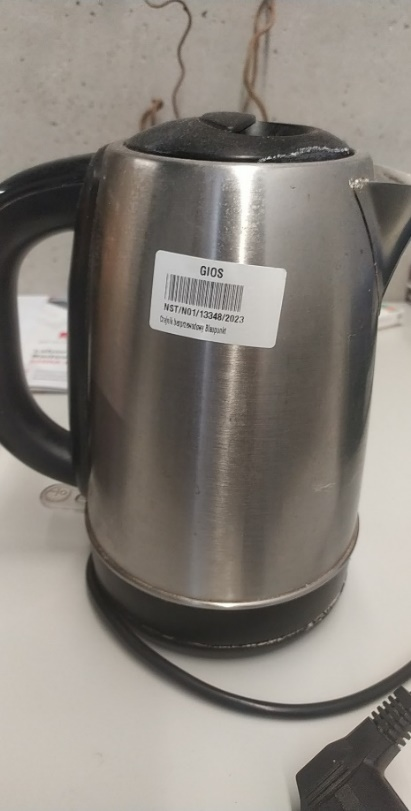 GIOS
NST/N01/13348/2023
Czajnik bezprzewodowy Blaupunkt